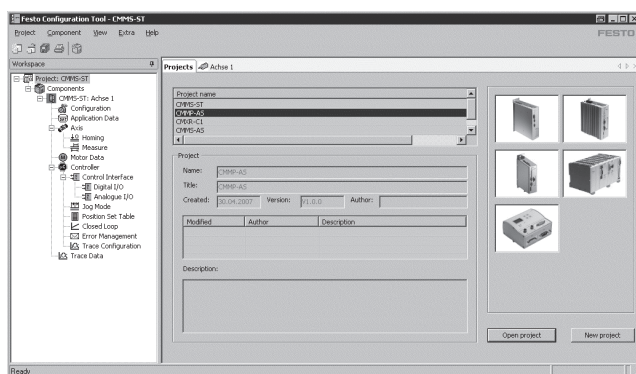 Festo Configuration Tool - CMMS-ST
Project Component View Extra Help
FESTO
Workspace
Project: CMMS-ST
Components
CMMS-ST: Achse 1
Configuration
Application Data
Axis
Homing
Measure
Motor Data
Controller
Control Interface
Digital I/O
Analogue I/O
Jog Mode
Position Set Table
Closed Loop
Error Management
Trace Configuration
Trace Data
Projects Achse 1
Project name
CMMS-ST
CMMP-AS
CMXR-C1
CMMS-AS
Project
Name: CMMP-AS
Title: CMMP-AS
Created: 30.04.2007 Version: V1.0.0 Author:
Modified Author Description
Description:
Open project New project
Ready